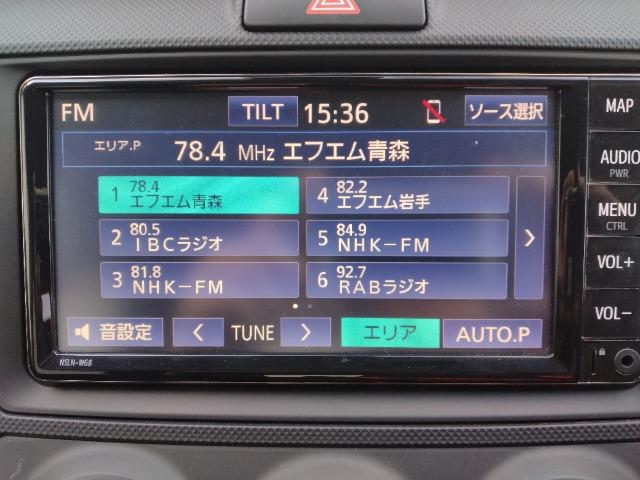 FM TILT 15:36 ソース選択
エリア.P 78.4 MHz エフエム青森
1 78.4 エフエム青森
2 80.5 IBCラジオ
3 81.8 NHK-FM
4 82.2 エフエム岩手
5 84.9 NHK-FM
6 92.7 RABラジオ
>
音設定 < TUNE > エリア AUTO.P
NSLN-W68
MAP
AUDIO
PWR
MENU
CTRL
VOL+
VOL-